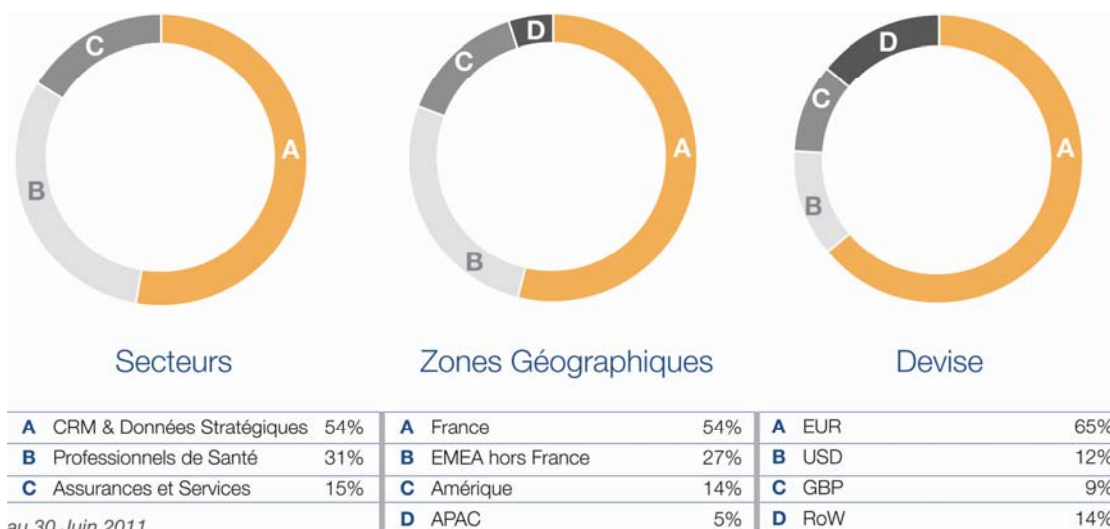 C
A
B
D
C
A
B
D
C
A
B
Secteurs
Zones Géographiques
Devise
A CRM & Données Stratégiques 54%
B Professionnels de Santé 31%
C Assurances et Services 15%
au 30 Juin 2011
A France 54%
B EMEA hors France 27%
C Amérique 14%
D APAC 5%
A EUR 65%
B USD 12%
C GBP 9%
D RoW 14%